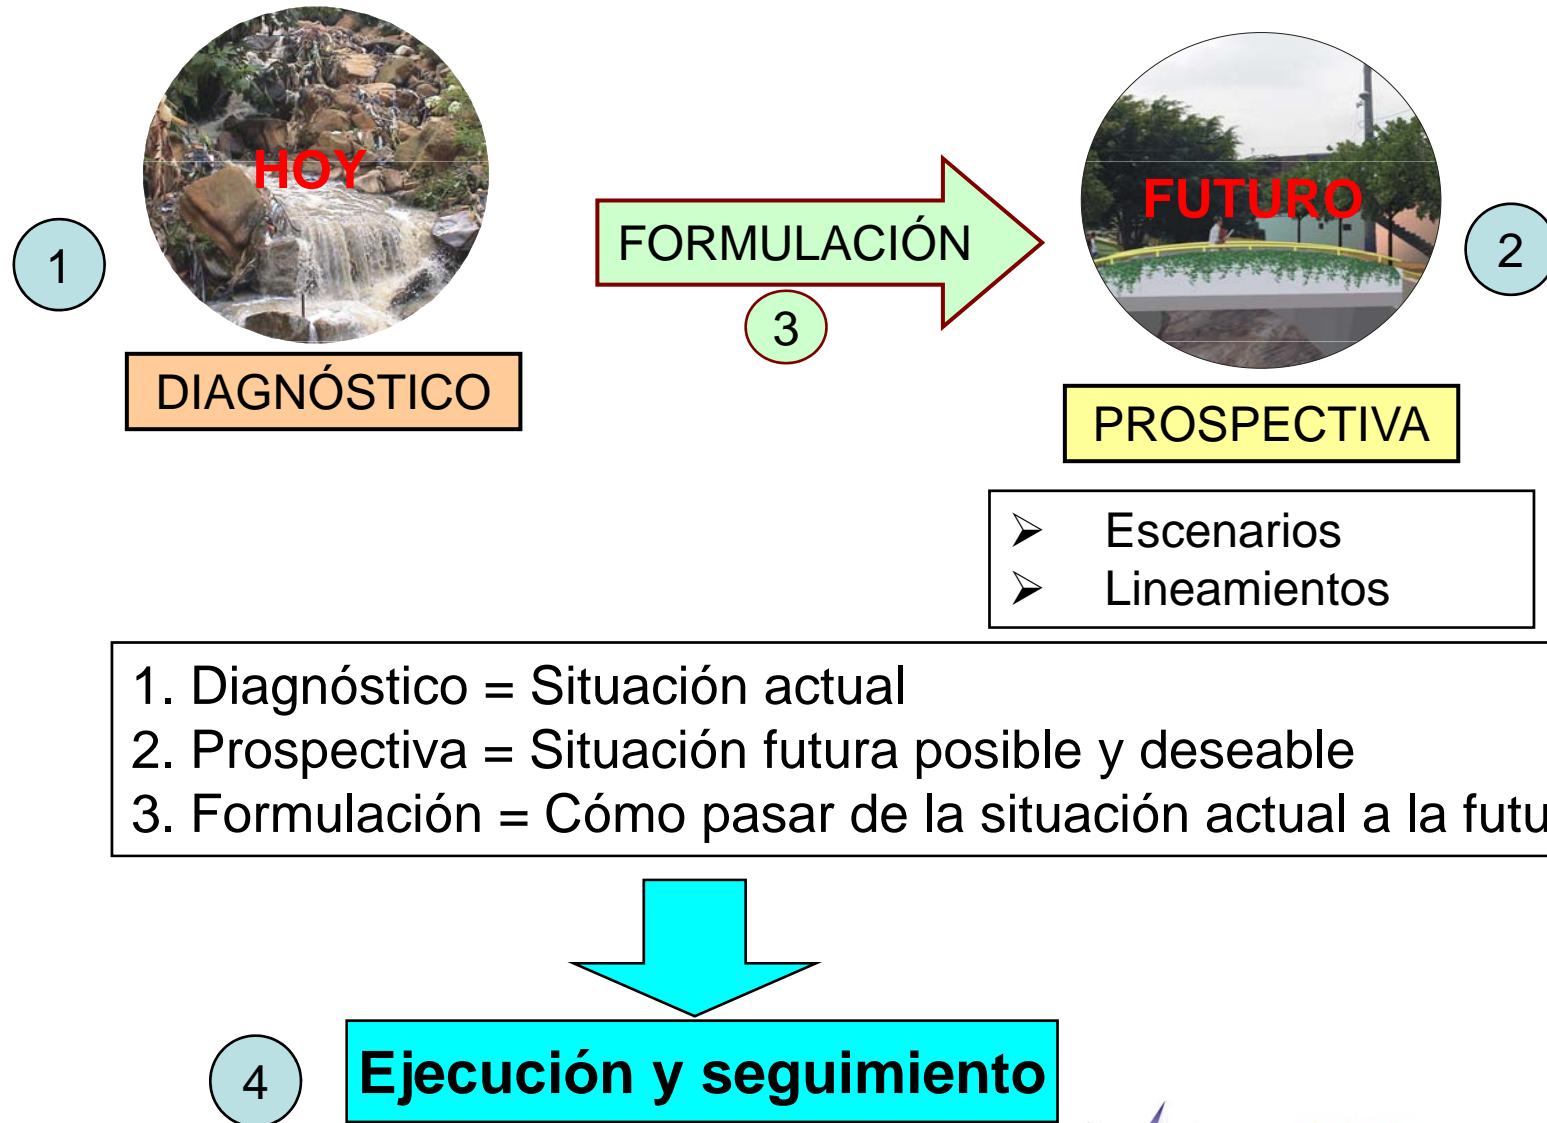 HOY
FUTURO
1
FORMULACIÓN
2
3
DIAGNÓSTICO
PROSPECTIVA
➢ Escenarios
➢ Lineamientos
1. Diagnóstico = Situación actual
2. Prospectiva = Situación futura posible y deseable
3. Formulación = Cómo pasar de la situación actual a la futu
4
Ejecución y seguimiento